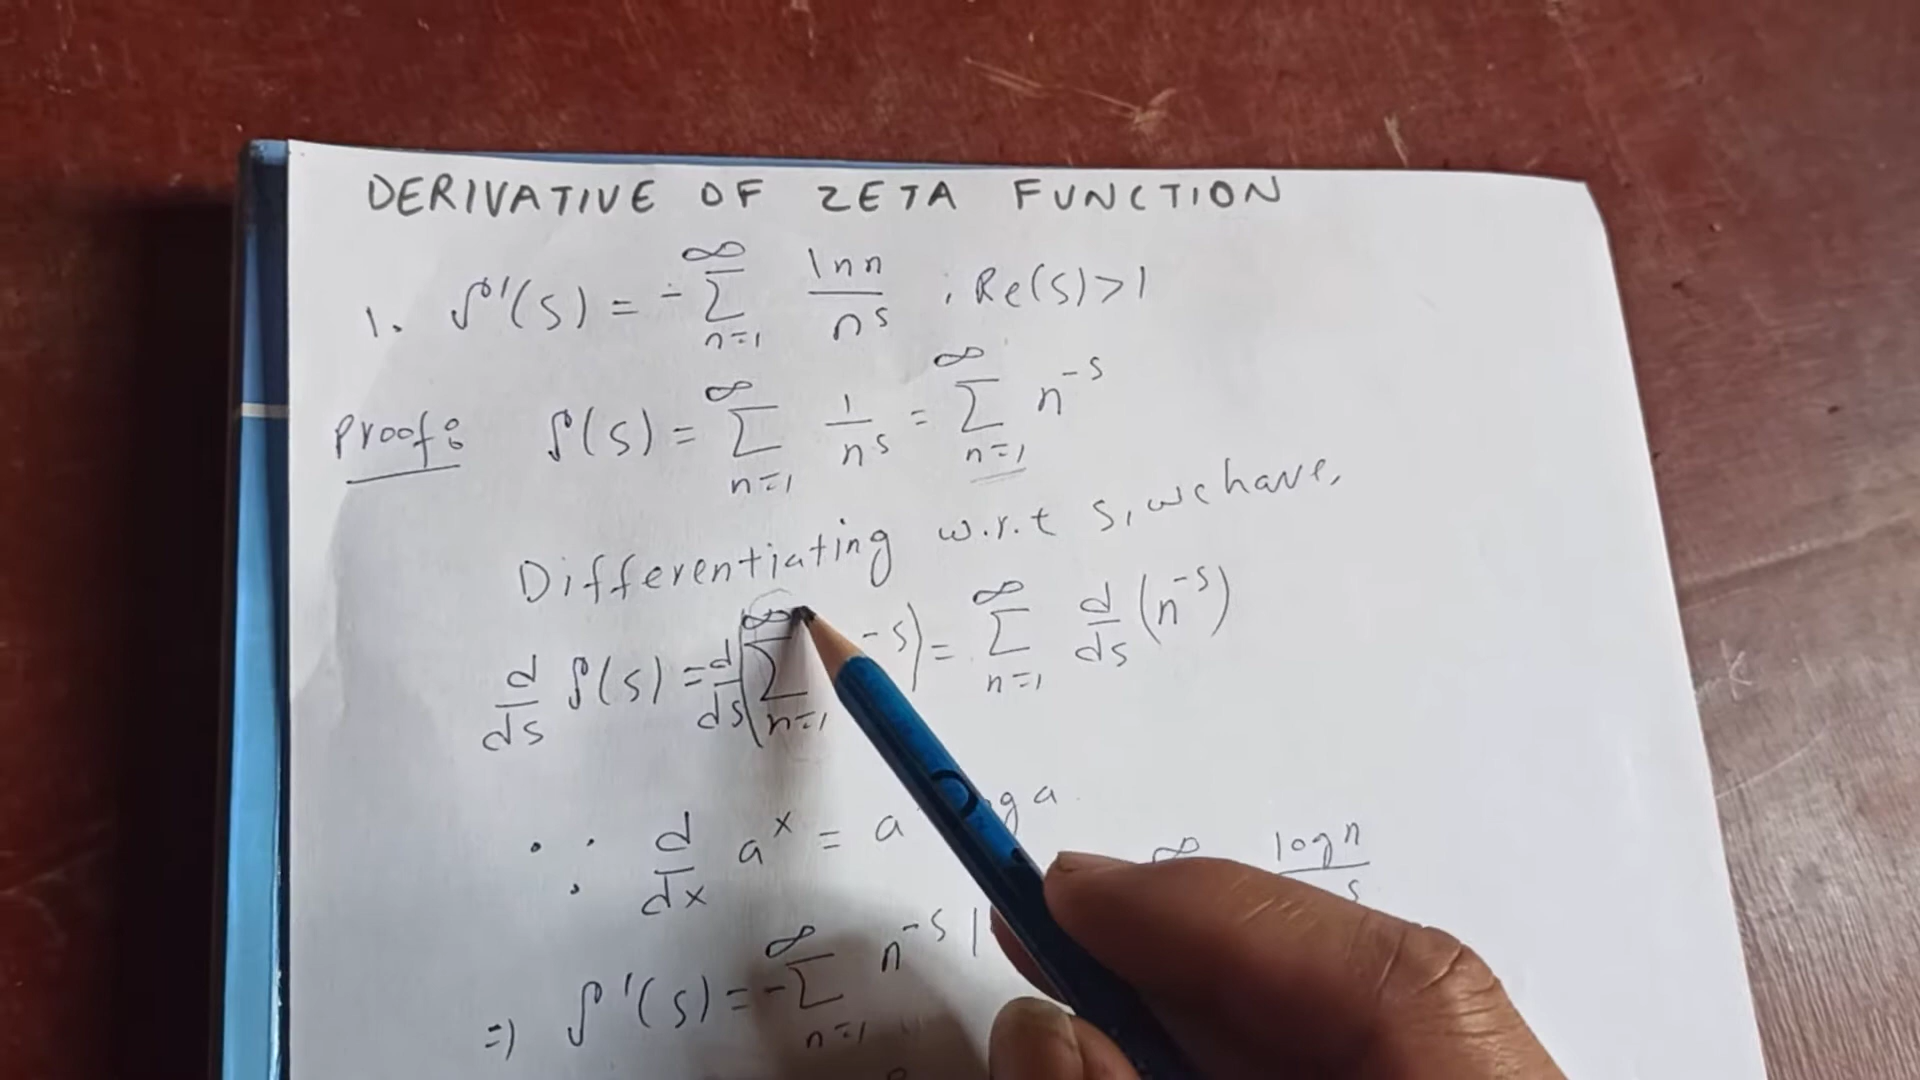 DERIVATIVE OF ZETA FUNCTION
1. ζ'(s) = -∑_{n=1}^{∞} ln n / n^s ; Re(s)>1
Proof: ζ(s) = ∑_{n=1}^{∞} 1/n^s = ∑_{n=1}^{∞} n^{-s}
Differentiating w.r.t s, we have,
d/ds ζ(s) = d/ds (∑_{n=1}^{∞} ^{-s}) = ∑_{n=1}^{∞} d/ds (n^{-s})
∵ d/dx a^x = a g a
⇒ ζ'(s) = -∑_{n=1}^{∞} n^{-s} l ∞ log n / s